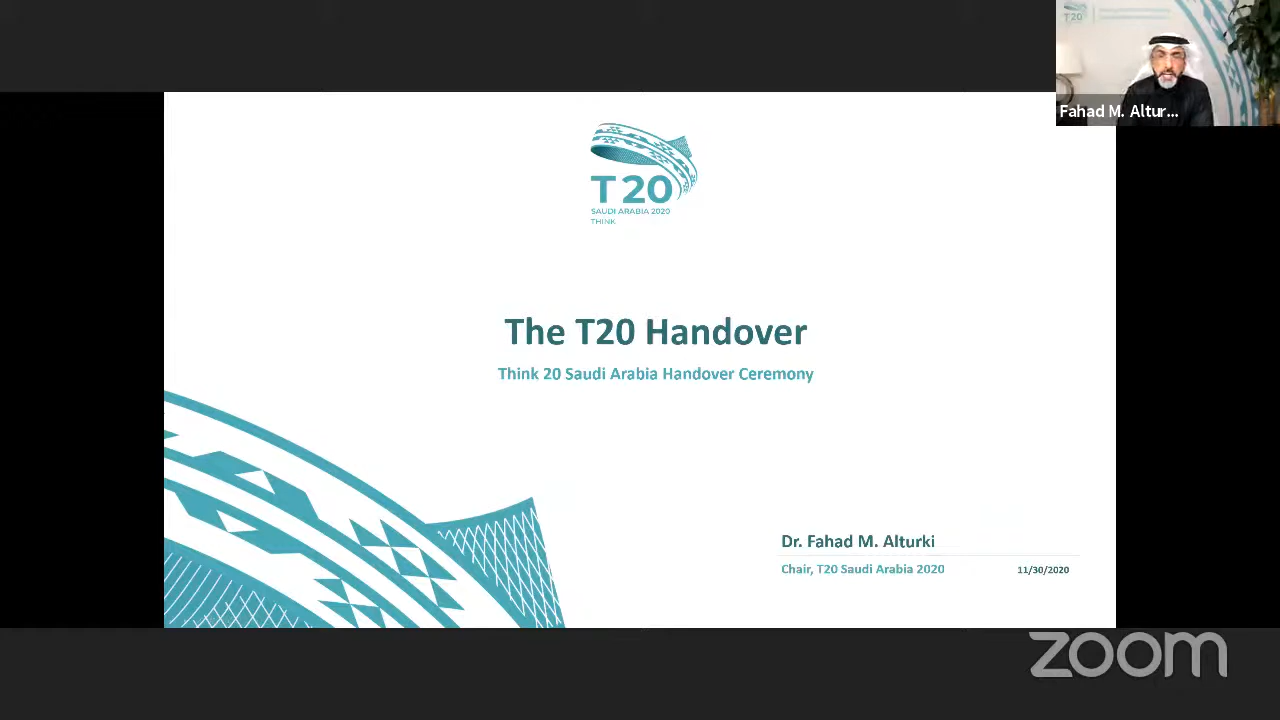 T20
Fahad M. Altur...
T20
SAUDI ARABIA 2020
THINK
The T20 Handover
Think 20 Saudi Arabia Handover Ceremony
Dr. Fahad M. Alturki
Chair, T20 Saudi Arabia 2020
11/30/2020
zoom